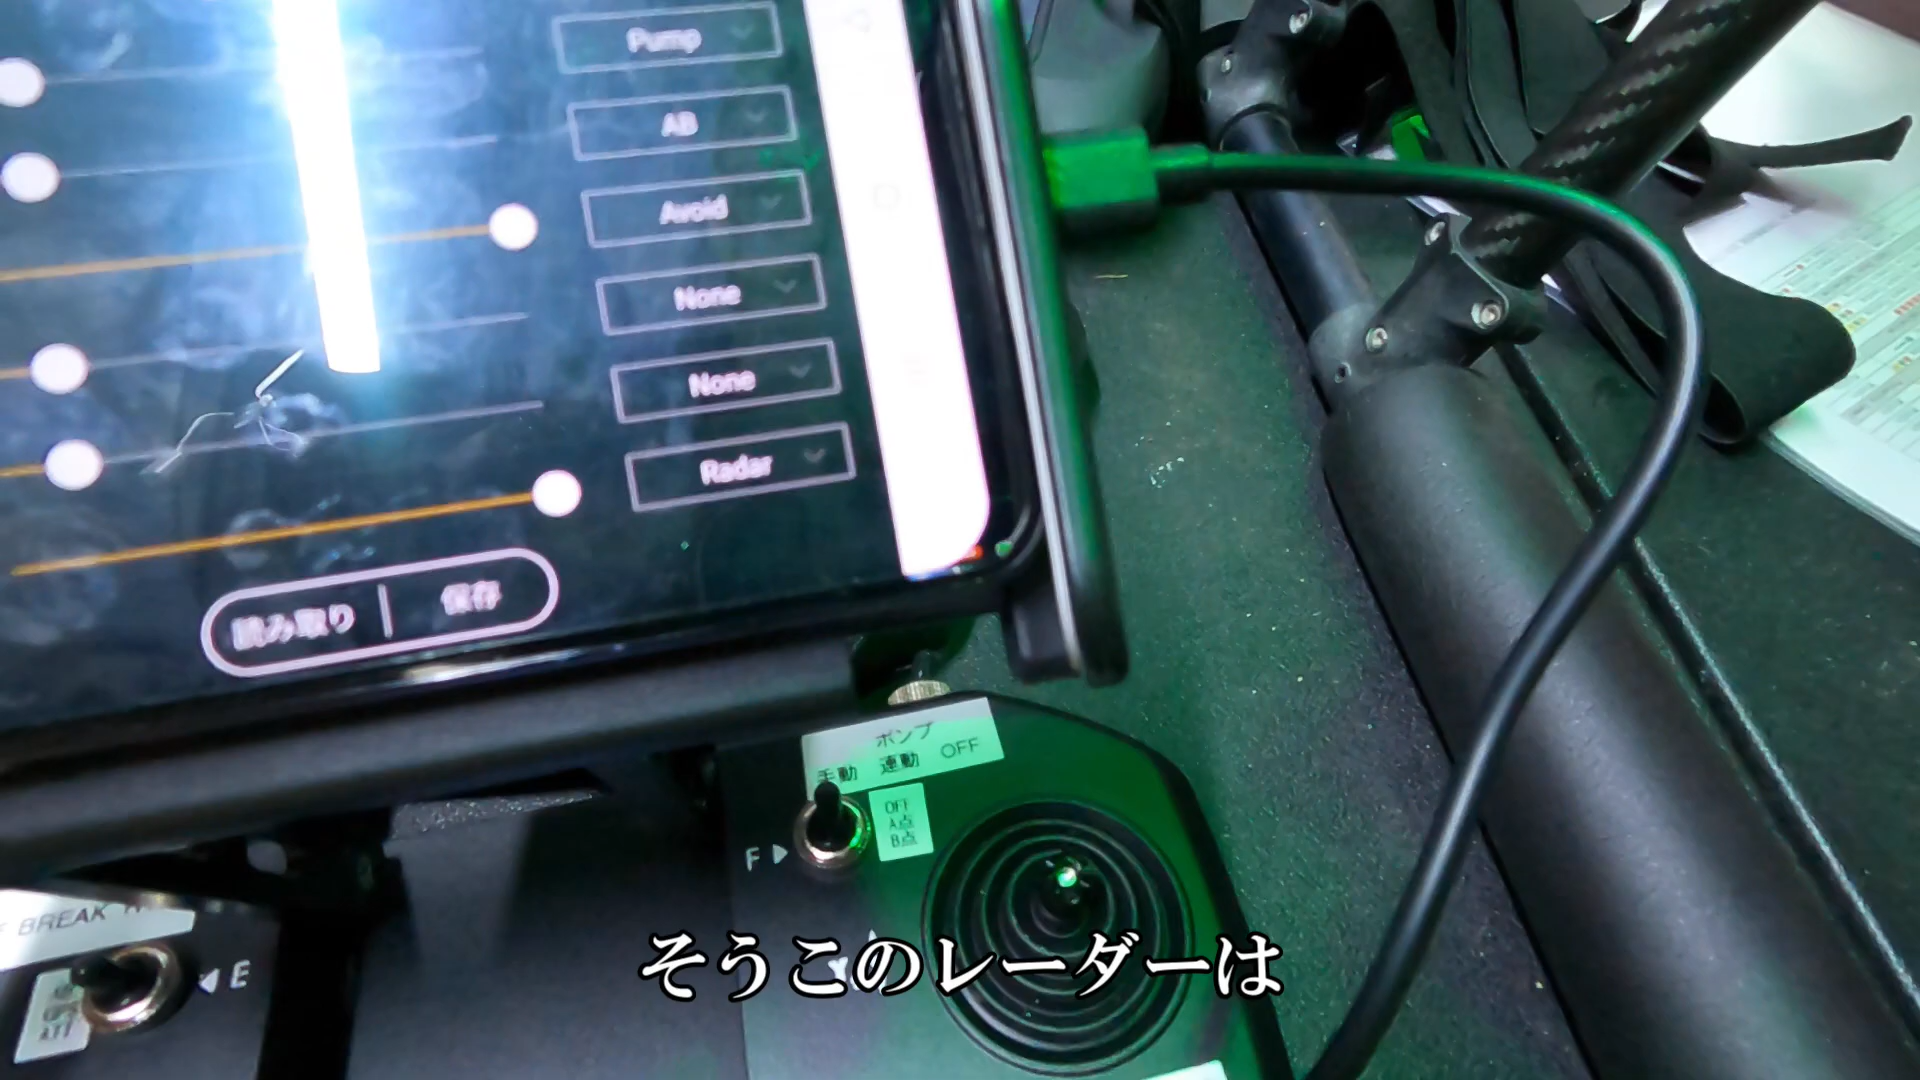 Pump
AB
Avoid
None
None
Radar
読み取り 保存
ポンプ
手動 連動 OFF
OFF
A点
B点
F
BREAK
E
そうこのレーダーは